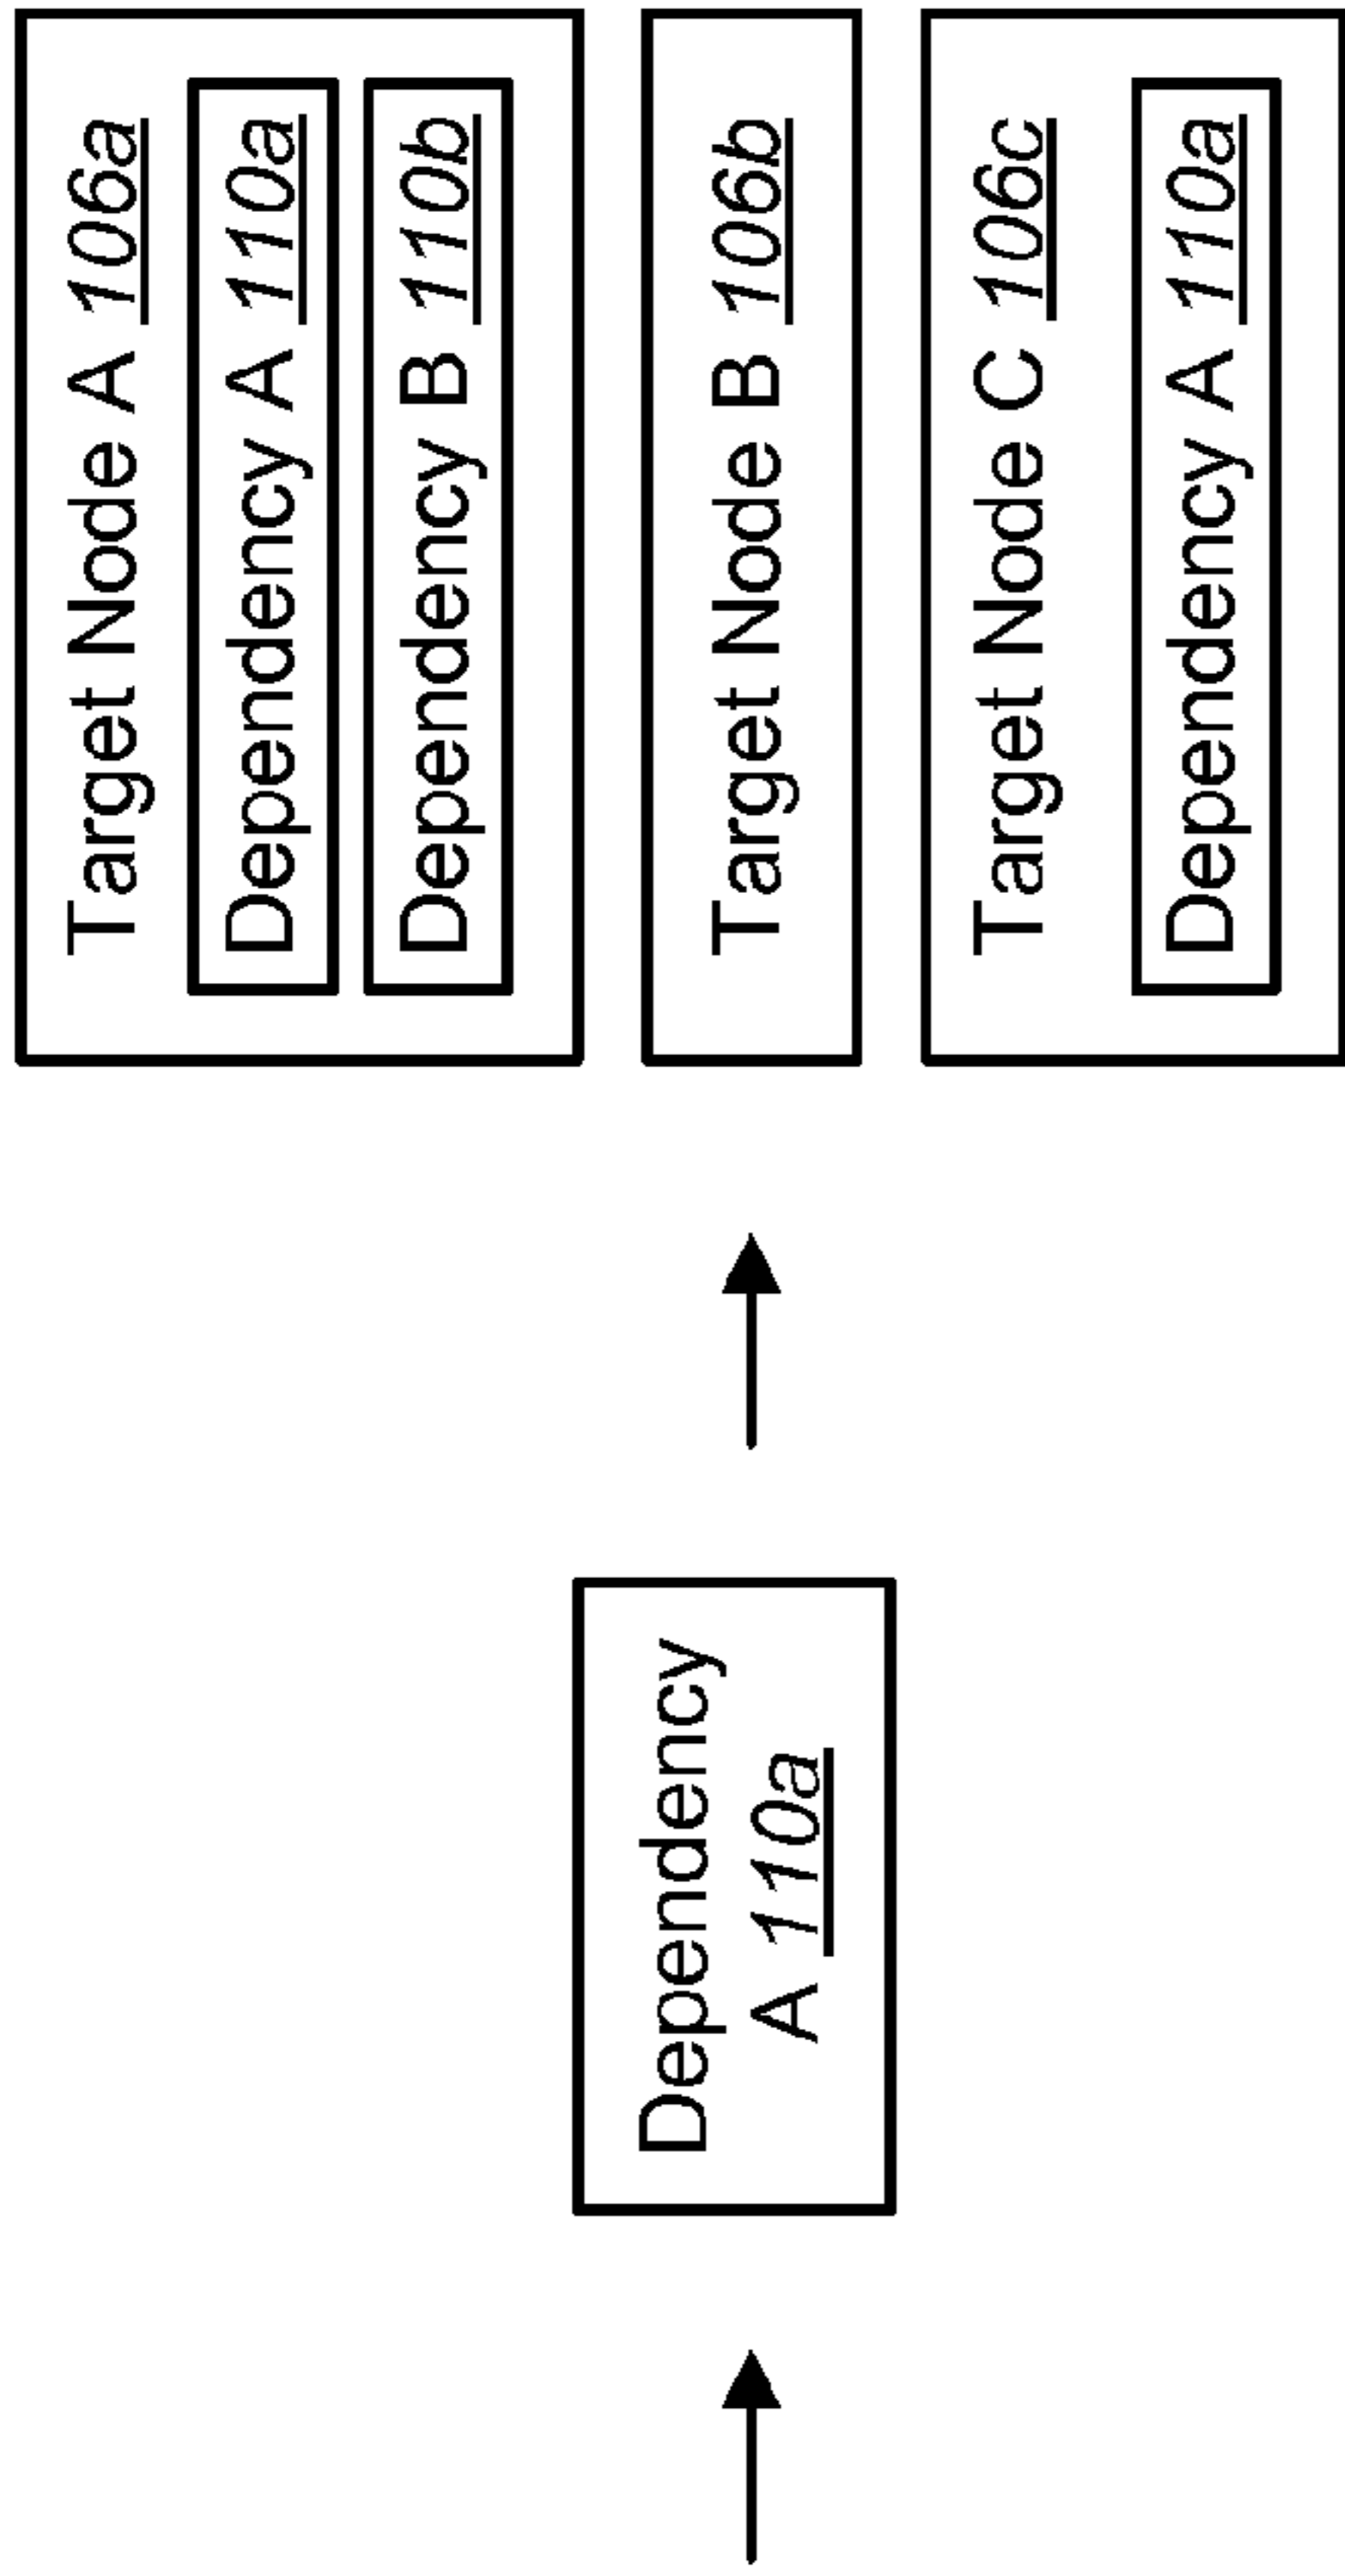 Dependency
A 110a
Target Node A 106a
Dependency A 110a
Dependency B 110b
Target Node B 106b
Target Node C 106c
Dependency A 110a